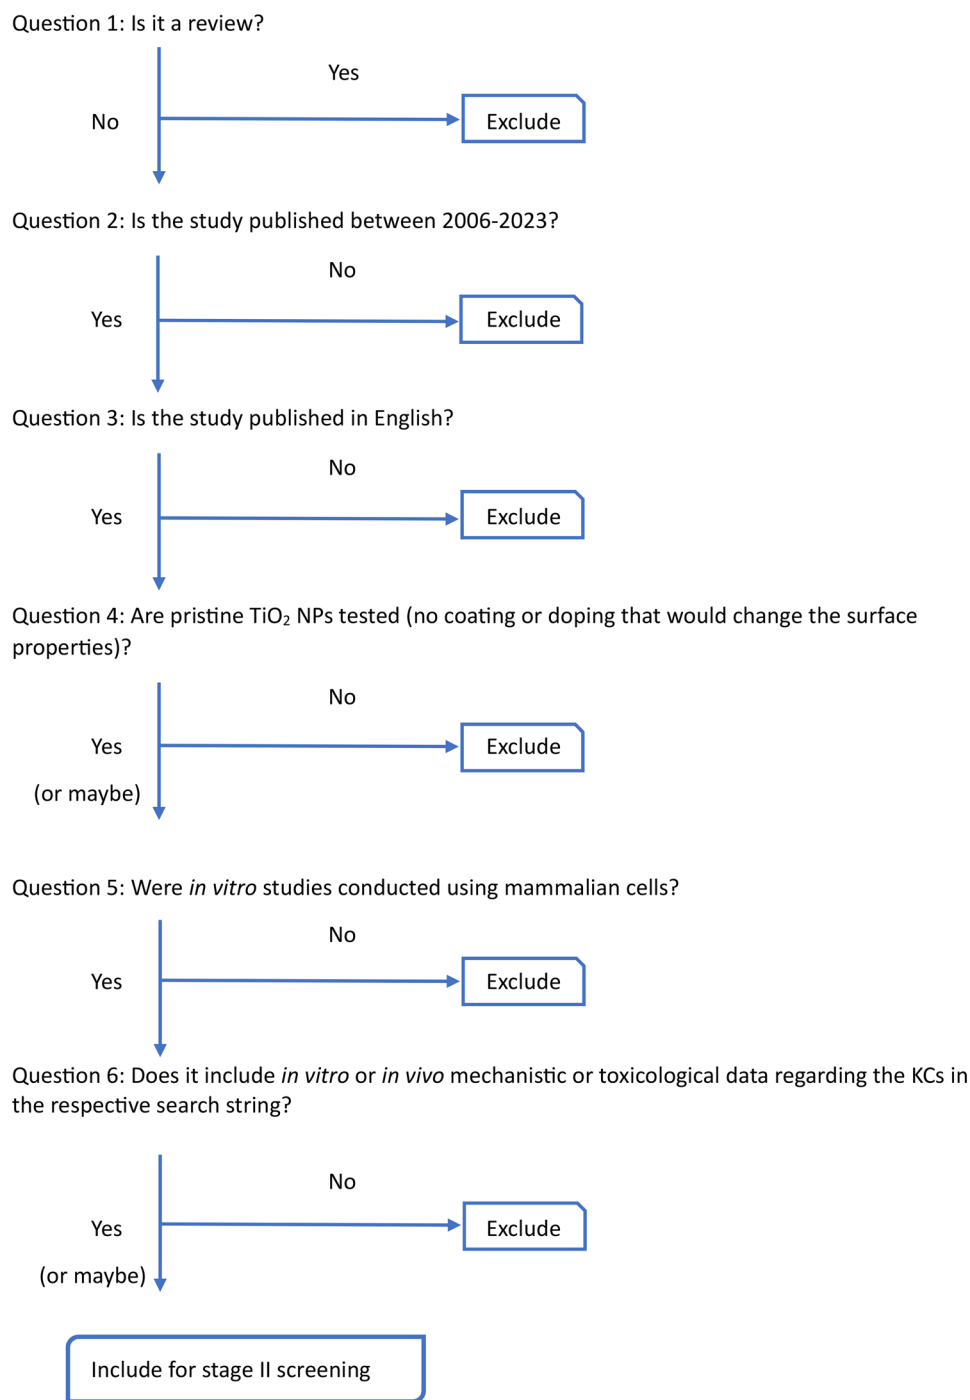 Question 1: Is it a review?
Yes
No
Exclude
Question 2: Is the study published between 2006-2023?
No
Yes
Exclude
Question 3: Is the study published in English?
No
Yes
Exclude
Question 4: Are pristine TiO₂ NPs tested (no coating or doping that would change the surface
properties)?
No
Yes
Exclude
(or maybe)
Question 5: Were in vitro studies conducted using mammalian cells?
No
Yes
Exclude
Question 6: Does it include in vitro or in vivo mechanistic or toxicological data regarding the KCs in
the respective search string?
No
Yes
Exclude
(or maybe)
Include for stage II screening